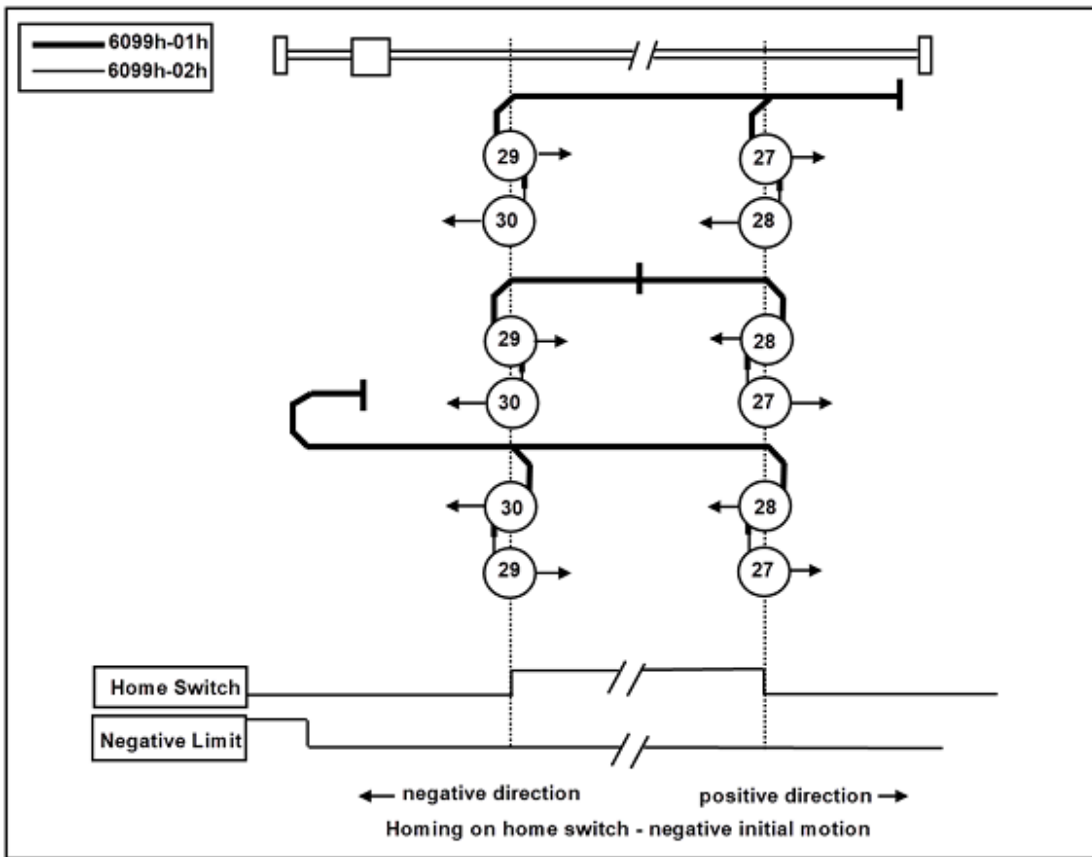 6099h-01h
6099h-02h
29
27
30
28
29
28
30
27
30
28
29
27
Home Switch
Negative Limit
negative direction
positive direction
Homing on home switch - negative initial motion